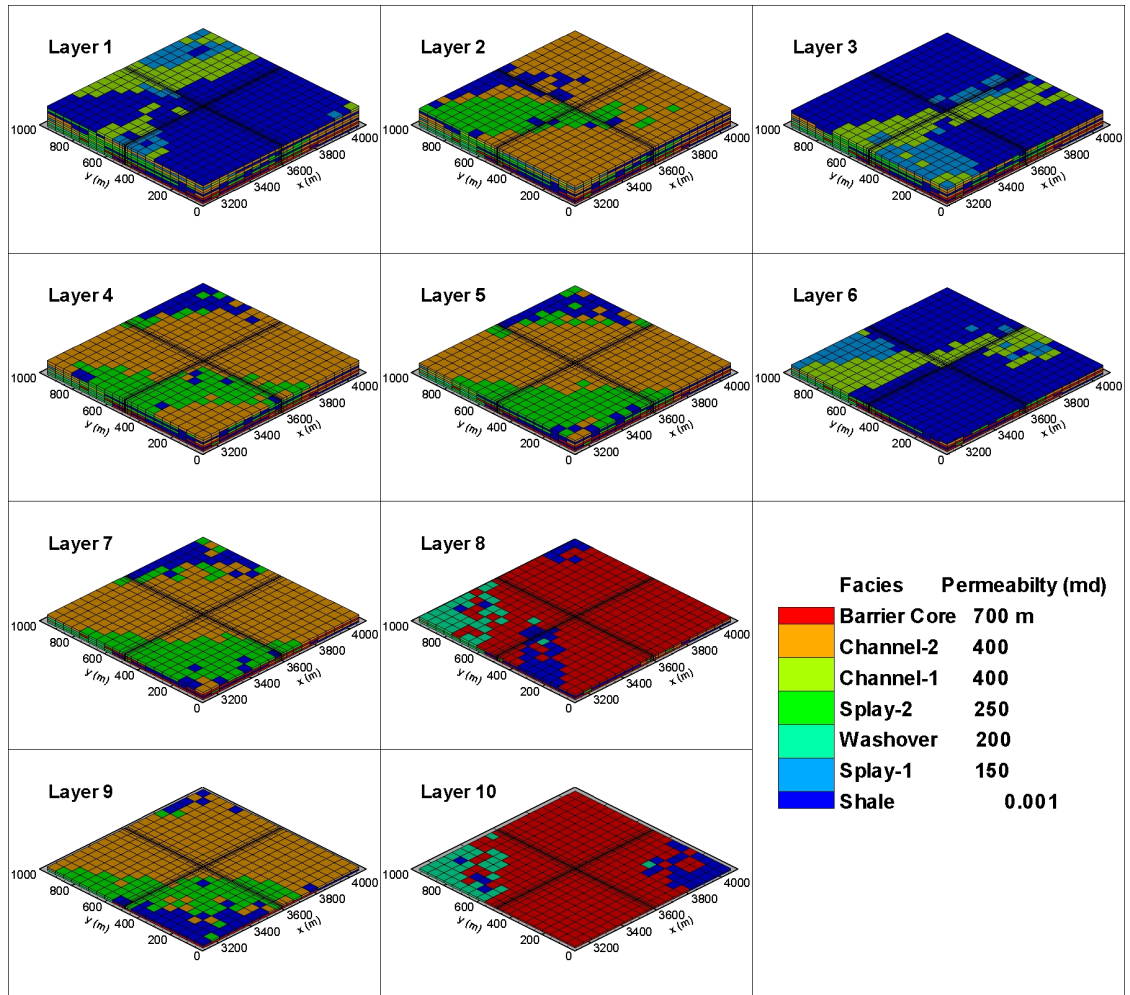 Layer 1
1000
800
600
400
200
0
y (m)
3200
3400
3600
3800
4000
x (m)
Layer 2
1000
800
600
400
200
0
y (m)
3200
3400
3600
3800
4000
x (m)
Layer 3
1000
800
600
400
200
0
y (m)
3200
3400
3600
3800
4000
x (m)
Layer 4
1000
800
600
400
200
0
y (m)
3200
3400
3600
3800
4000
x (m)
Layer 5
1000
800
600
400
200
0
y (m)
3200
3400
3600
3800
4000
x (m)
Layer 6
1000
800
600
400
200
0
y (m)
3200
3400
3600
3800
4000
x (m)
Layer 7
1000
800
600
400
200
0
y (m)
3200
3400
3600
3800
4000
x (m)
Layer 8
1000
800
600
400
200
0
y (m)
3200
3400
3600
3800
4000
x (m)
Facies Permeabilty (md)
Barrier Core 700 m
Channel-2 400
Channel-1 400
Splay-2 250
Washover 200
Splay-1 150
Shale 0.001
Layer 9
1000
800
600
400
200
0
y (m)
3200
3400
3600
3800
4000
x (m)
Layer 10
1000
800
600
400
200
0
y (m)
3200
3400
3600
3800
4000
x (m)